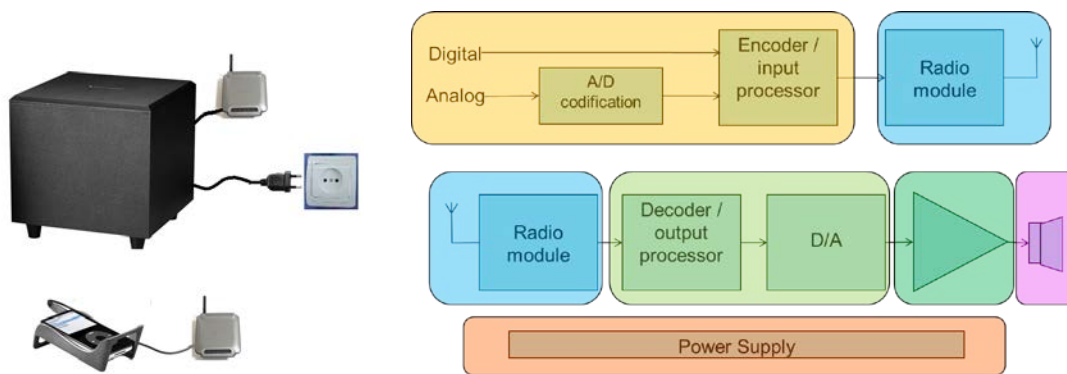 Digital
Analog
A/D
codification
Encoder /
input
processor
Radio
module
Radio
module
Decoder /
output
processor
D/A
Power Supply